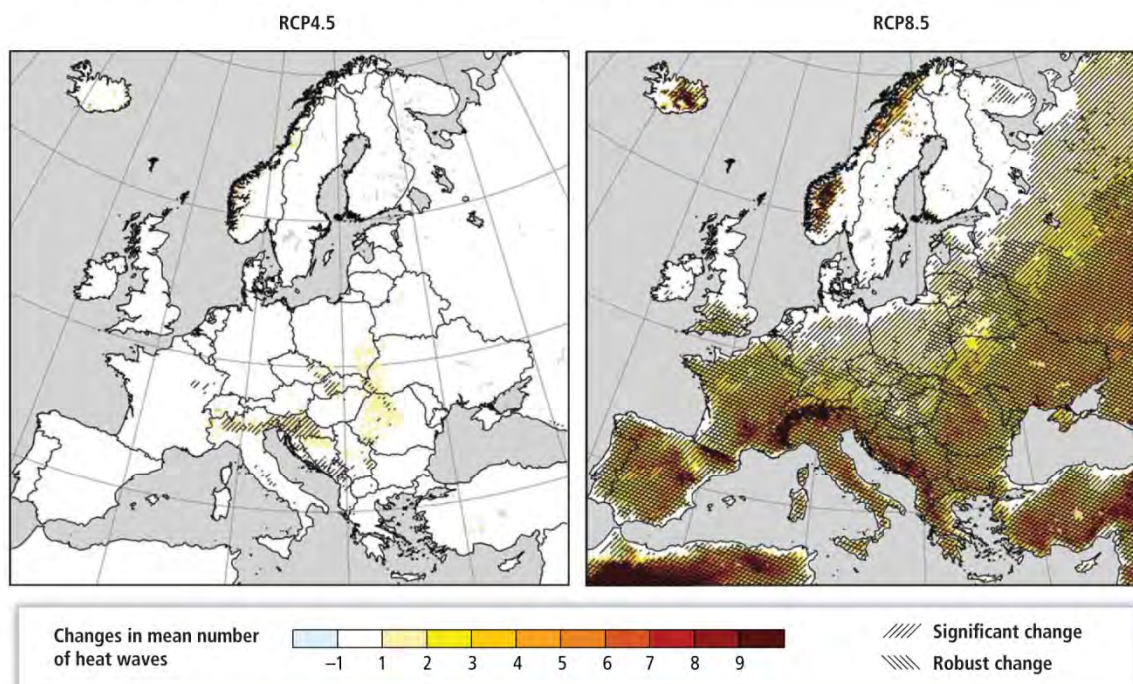 RCP4.5
RCP8.5
Changes in mean number
of heat waves
–1 1 2 3 4 5 6 7 8 9
Significant change
Robust change